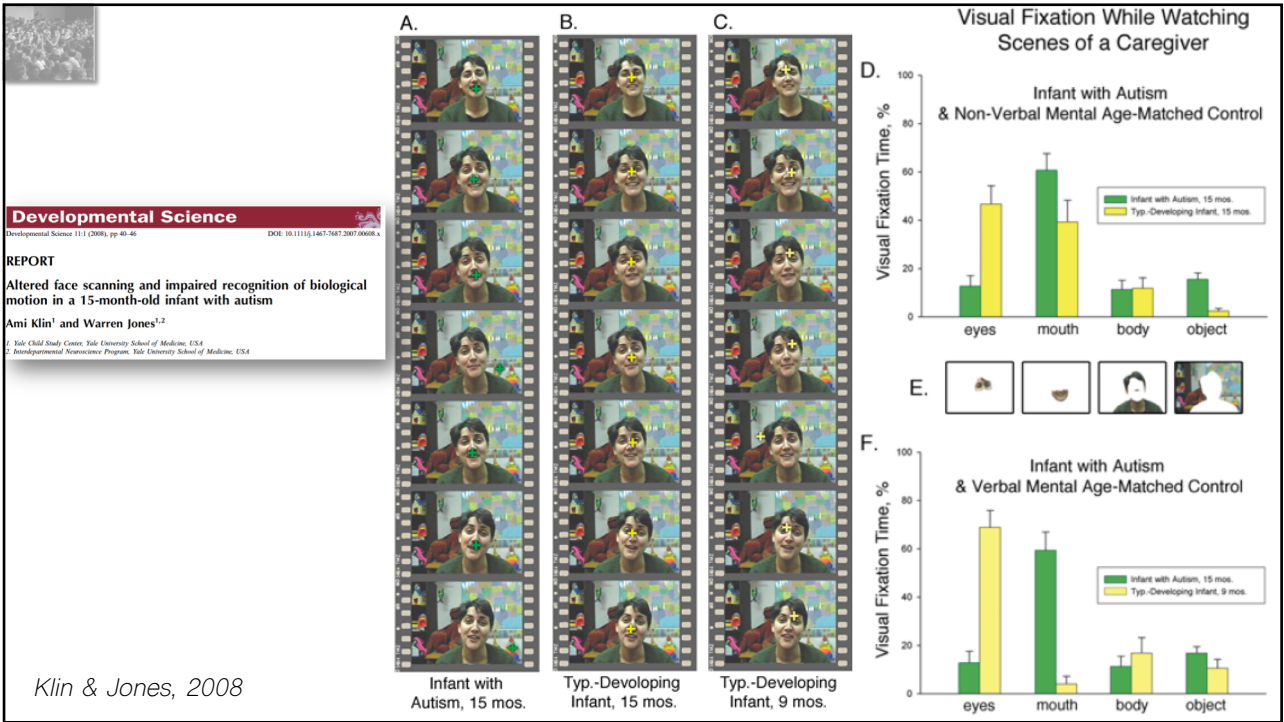 Developmental Science
Developmental Science 11:1 (2008), pp 40–46 DOI: 10.1111/j.1467-7687.2007.00608.x
REPORT
Altered face scanning and impaired recognition of biological
motion in a 15-month-old infant with autism
Ami Klin¹ and Warren Jones¹,²
1. Yale Child Study Center, Yale University School of Medicine, USA
2. Interdepartmental Neuroscience Program, Yale University School of Medicine, USA
Klin & Jones, 2008
A.
B.
C.
Infant with
Autism, 15 mos.
Typ.-Devoloping
Infant, 15 mos.
Typ.-Developing
Infant, 9 mos.
Visual Fixation While Watching
Scenes of a Caregiver
D.
Infant with Autism
& Non-Verbal Mental Age-Matched Control
Visual Fixation Time, %
100
80
60
40
20
0
Infant with Autism, 15 mos.
Typ.-Developing Infant, 15 mos.
eyes mouth body object
E.
F.
Infant with Autism
& Verbal Mental Age-Matched Control
Visual Fixation Time, %
100
80
60
40
20
0
Infant with Autism, 15 mos.
Typ.-Developing Infant, 9 mos.
eyes mouth body object